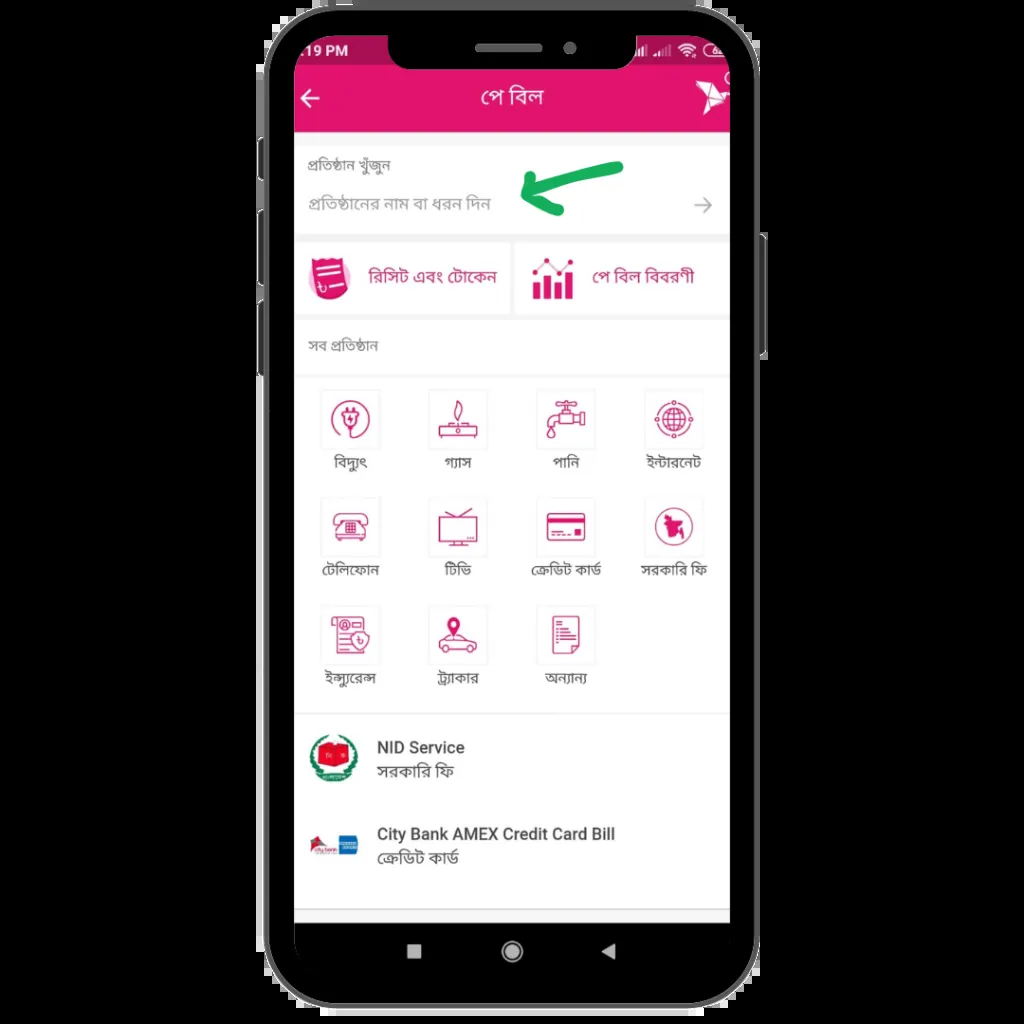 :19 PM
পে বিল
প্রতিষ্ঠান খুঁজুন
প্রতিষ্ঠানের নাম বা ধরন দিন
রিসিট এবং টোকেন
পে বিল বিবরণী
সব প্রতিষ্ঠান
বিদ্যুৎ গ্যাস পানি ইন্টারনেট
টেলিফোন টিভি ক্রেডিট কার্ড সরকারি ফি
ইন্স্যুরেন্স ট্র্যাকার অন্যান্য
NID Service
সরকারি ফি
City Bank AMEX Credit Card Bill
ক্রেডিট কার্ড